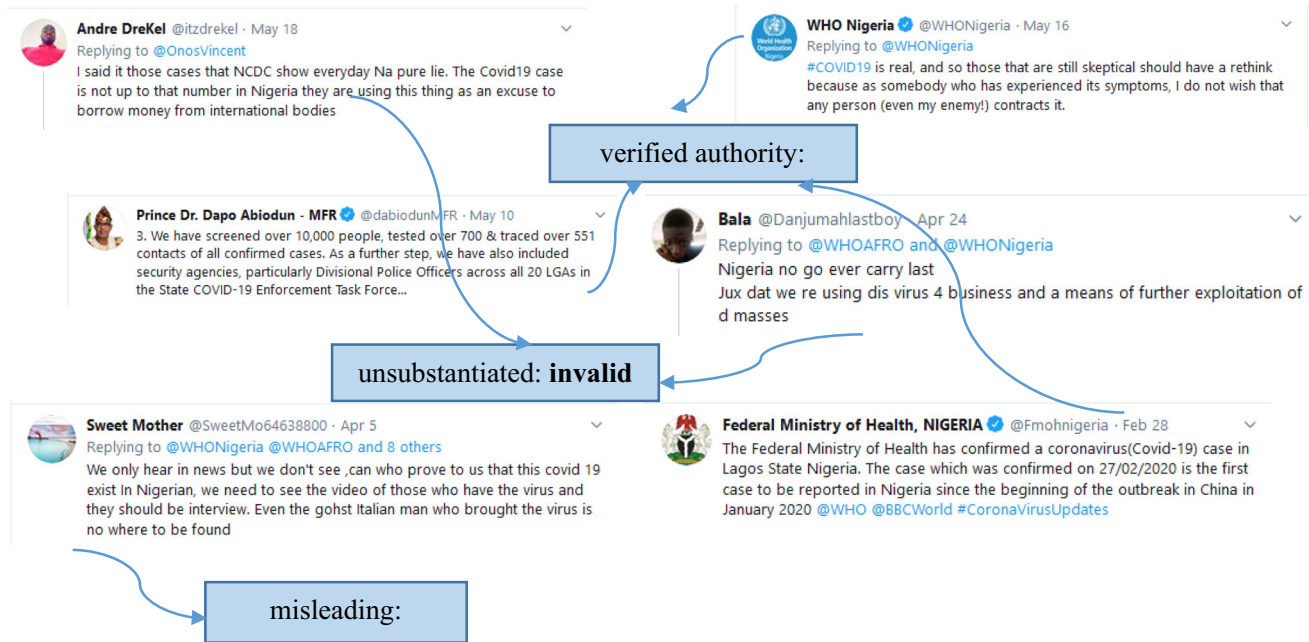 Andre DreKel @itzdrekel · May 18
Replying to @OnosVincent
I said it those cases that NCDC show everyday Na pure lie. The Covid19 case
is not up to that number in Nigeria they are using this thing as an excuse to
borrow money from international bodies
World Health
Organization
Nigeria
WHO Nigeria @WHONigeria · May 16
Replying to @WHONigeria
#COVID19 is real, and so those that are still skeptical should have a rethink
because as somebody who has experienced its symptoms, I do not wish that
any person (even my enemy!) contracts it.
verified authority:
Prince Dr. Dapo Abiodun - MFR @dabiodunMFR · May 10
3. We have screened over 10,000 people, tested over 700 & traced over 551
contacts of all confirmed cases. As a further step, we have also included
security agencies, particularly Divisional Police Officers across all 20 LGAs in
the State COVID-19 Enforcement Task Force...
Bala @Danjumahlastboy · Apr 24
Replying to @WHOAFRO and @WHONigeria
Nigeria no go ever carry last
Jux dat we re using dis virus 4 business and a means of further exploitation of
d masses
unsubstantiated: invalid
Sweet Mother @SweetMo64638800 · Apr 5
Replying to @WHONigeria @WHOAFRO and 8 others
We only hear in news but we don't see ,can who prove to us that this covid 19
exist In Nigerian, we need to see the video of those who have the virus and
they should be interview. Even the gohst Italian man who brought the virus is
no where to be found
Federal Ministry of Health, NIGERIA @Fmohnigeria · Feb 28
The Federal Ministry of Health has confirmed a coronavirus(Covid-19) case in
Lagos State Nigeria. The case which was confirmed on 27/02/2020 is the first
case to be reported in Nigeria since the beginning of the outbreak in China in
January 2020 @WHO @BBCWorld #CoronaVirusUpdates
misleading: